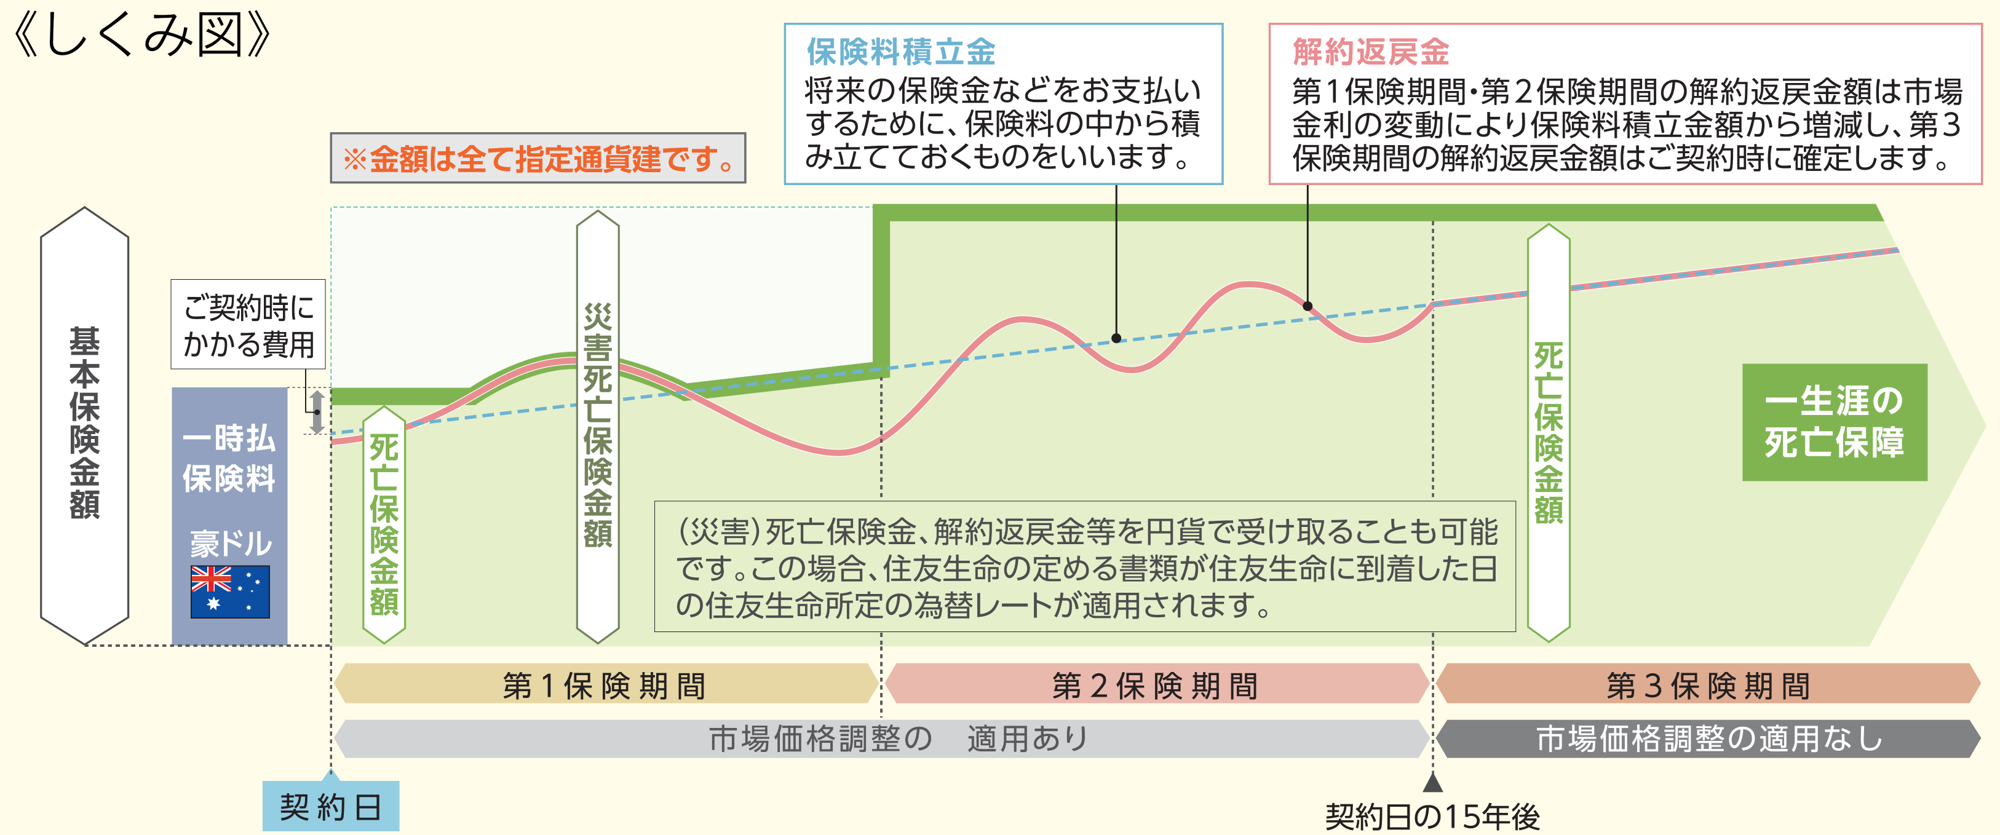 《しくみ図》
※金額は全て指定通貨建です。
保険料積立金
将来の保険金などをお支払い
するために、保険料の中から積
み立てておくものをいいます。
解約返戻金
第1保険期間・第2保険期間の解約返戻金額は市場
金利の変動により保険料積立金額から増減し、第3
保険期間の解約返戻金額はご契約時に確定します。
基本保険金額
ご契約時に
かかる費用
一時払
保険料
豪ドル
死亡保険金額
災害死亡保険金額
死亡保険金額
一生涯の
死亡保障
（災害）死亡保険金、解約返戻金等を円貨で受け取ることも可能
です。この場合、住友生命の定める書類が住友生命に到着した日
の住友生命所定の為替レートが適用されます。
第1保険期間
第2保険期間
第3保険期間
市場価格調整の　適用あり
市場価格調整の適用なし
契約日
契約日の15年後